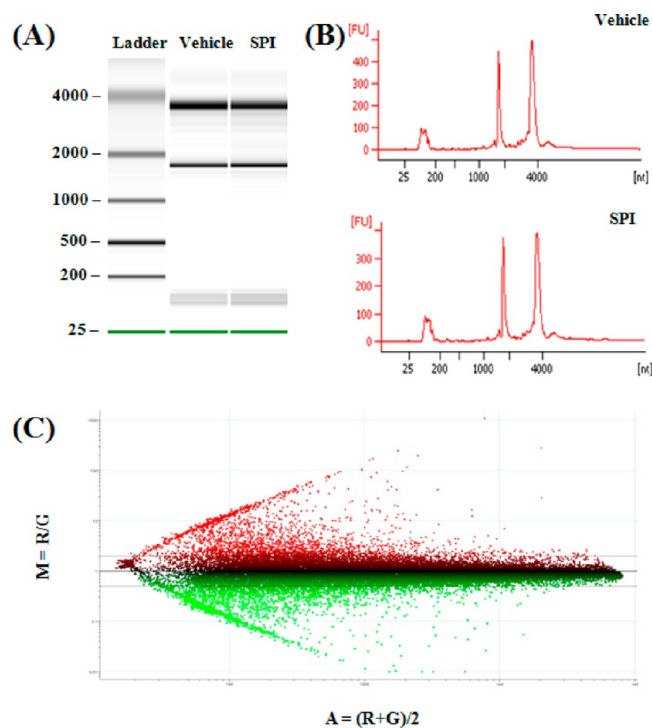 (A)
Ladder Vehicle SPI
4000 –
2000 –
1000 –
500 –
200 –
25 –
(B)
Vehicle
[FU]
400
300
200
100
0
25 200 1000 4000 [nt]
SPI
[FU]
300
200
100
0
25 200 1000 4000 [nt]
(C)
M = R/G
A = (R+G)/2